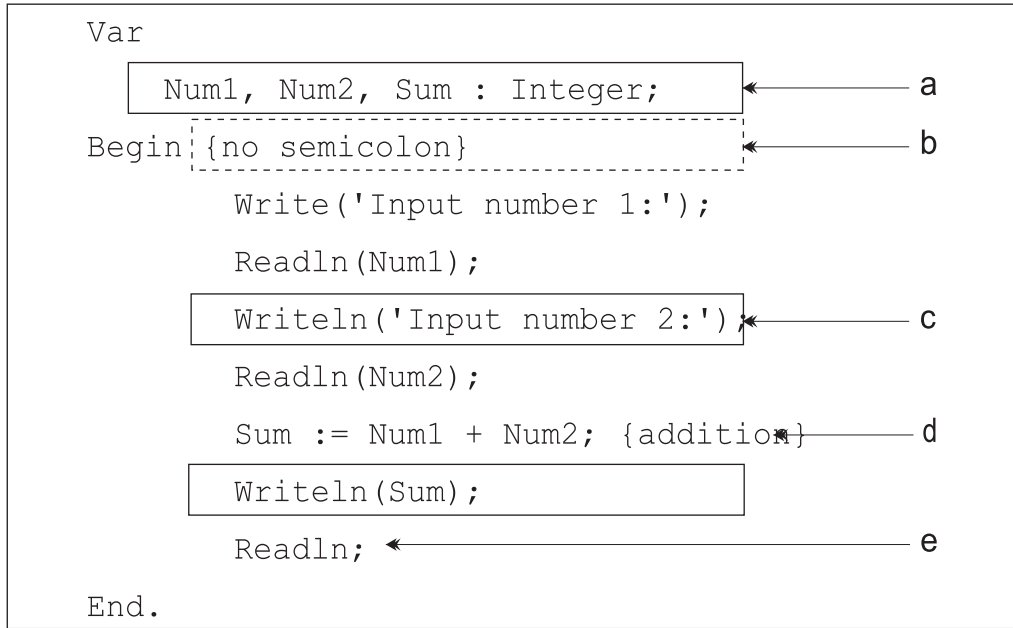 Var
Num1, Num2, Sum : Integer; a
Begin {no semicolon} b
Write('Input number 1:');
Readln(Num1);
Writeln('Input number 2:'); c
Readln(Num2);
Sum := Num1 + Num2; {addition} d
Writeln(Sum);
Readln; e
End.